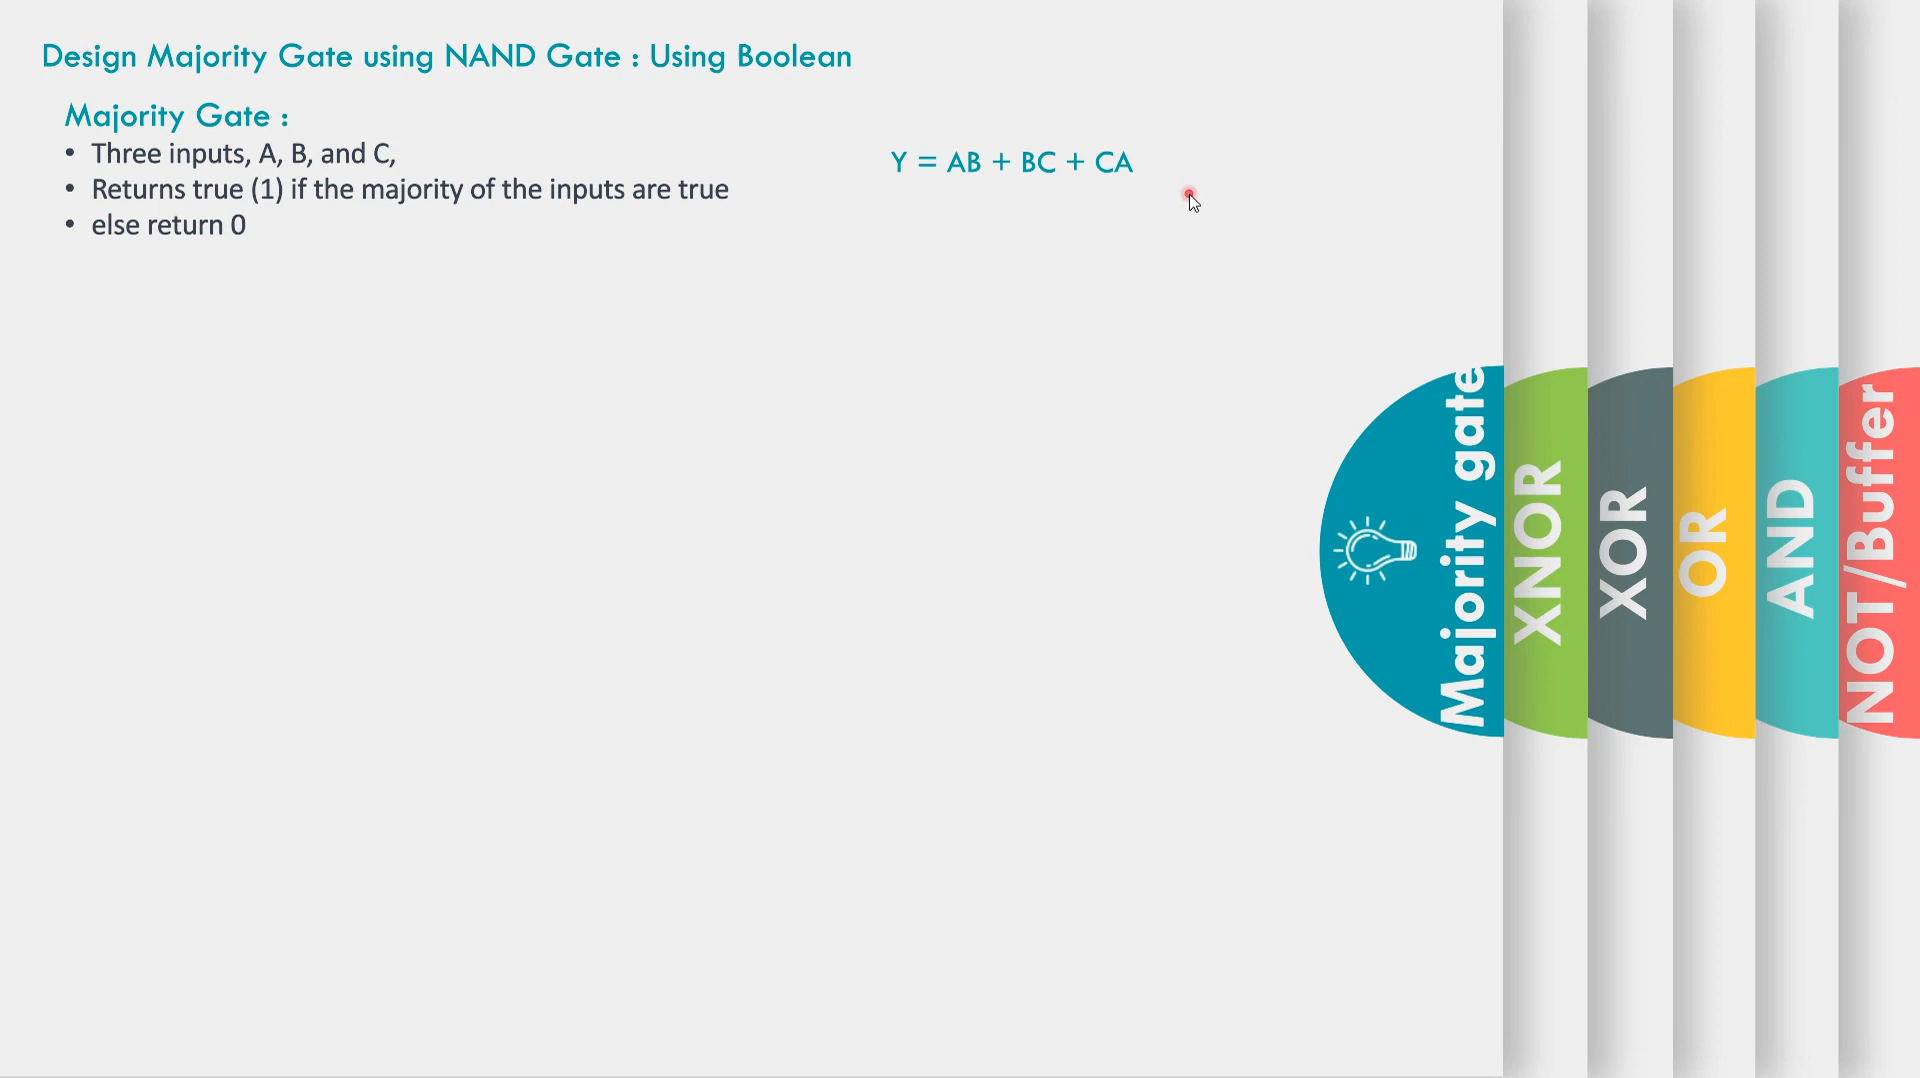 Design Majority Gate using NAND Gate : Using Boolean
Majority Gate :
• Three inputs, A, B, and C,
• Returns true (1) if the majority of the inputs are true
• else return 0
Y = AB + BC + CA
Majority gate
XNOR
XOR
OR
AND
NOT/Buffer